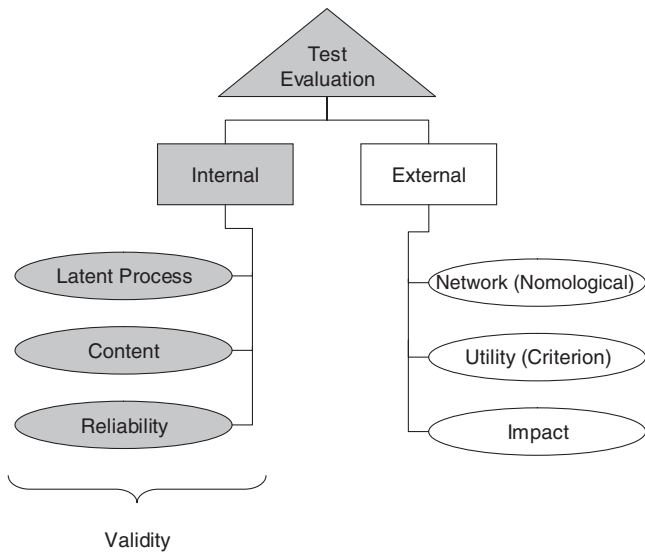 Test
Evaluation
Internal
External
Latent Process
Content
Reliability
Network (Nomological)
Utility (Criterion)
Impact
Validity